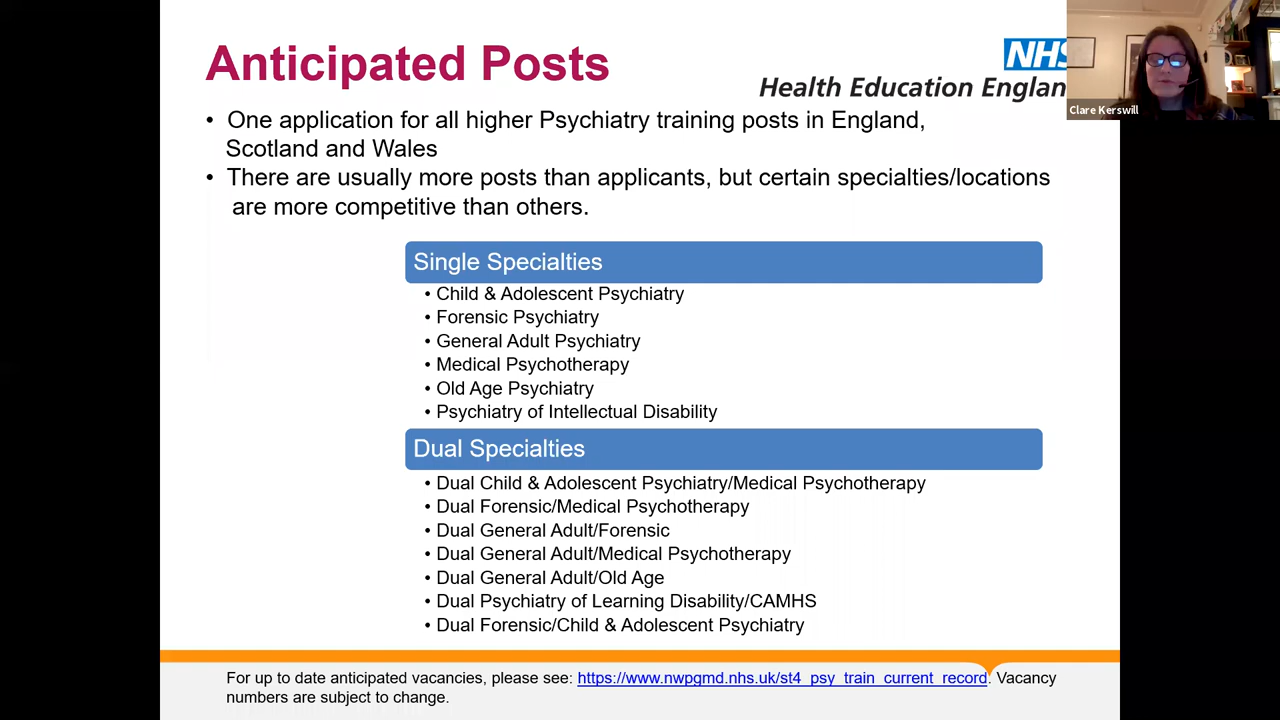 Anticipated Posts
NHS
Health Education Englan
Clare Kerswill
• One application for all higher Psychiatry training posts in England,
Scotland and Wales
• There are usually more posts than applicants, but certain specialties/locations
are more competitive than others.
Single Specialties
• Child & Adolescent Psychiatry
• Forensic Psychiatry
• General Adult Psychiatry
• Medical Psychotherapy
• Old Age Psychiatry
• Psychiatry of Intellectual Disability
Dual Specialties
• Dual Child & Adolescent Psychiatry/Medical Psychotherapy
• Dual Forensic/Medical Psychotherapy
• Dual General Adult/Forensic
• Dual General Adult/Medical Psychotherapy
• Dual General Adult/Old Age
• Dual Psychiatry of Learning Disability/CAMHS
• Dual Forensic/Child & Adolescent Psychiatry
For up to date anticipated vacancies, please see: https://www.nwpgmd.nhs.uk/st4_psy_train_current_record. Vacancy
numbers are subject to change.